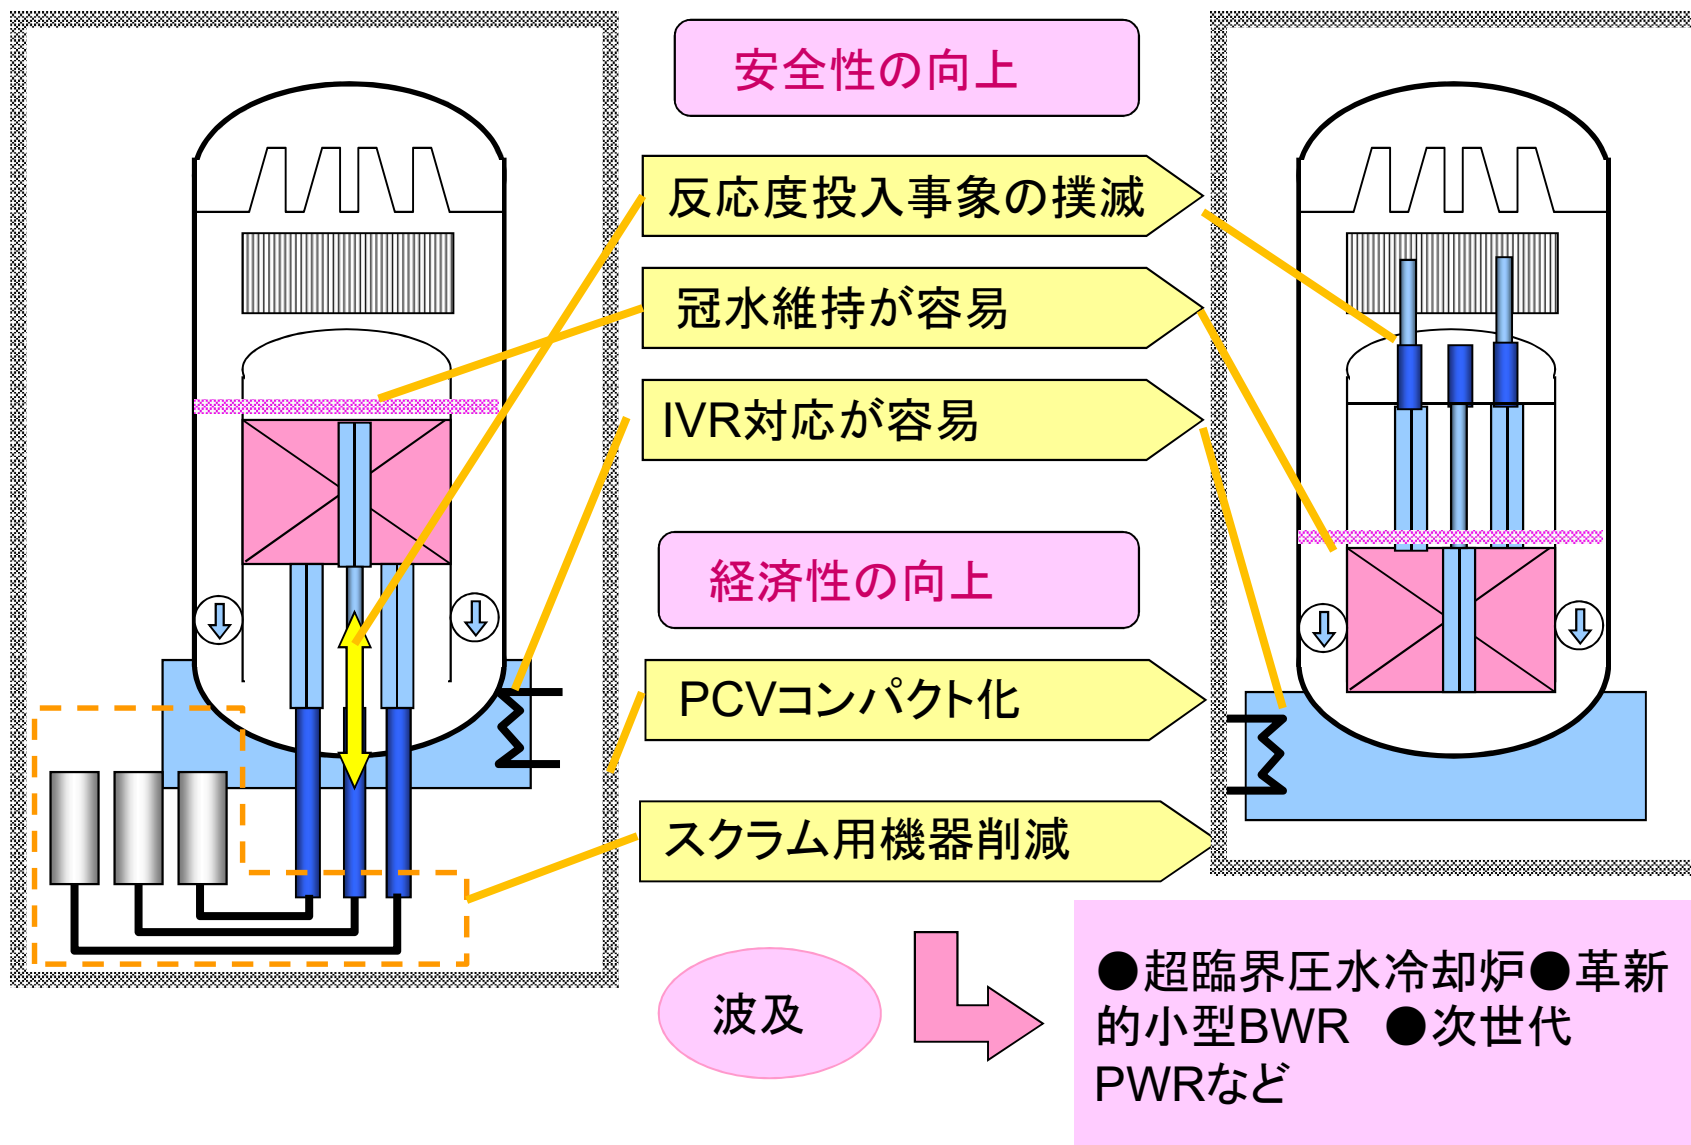 安全性の向上
反応度投入事象の撲滅
冠水維持が容易
IVR対応が容易
経済性の向上
PCVコンパクト化
スクラム用機器削減
波及
●超臨界圧水冷却炉●革新
的小型BWR ●次世代
PWRなど